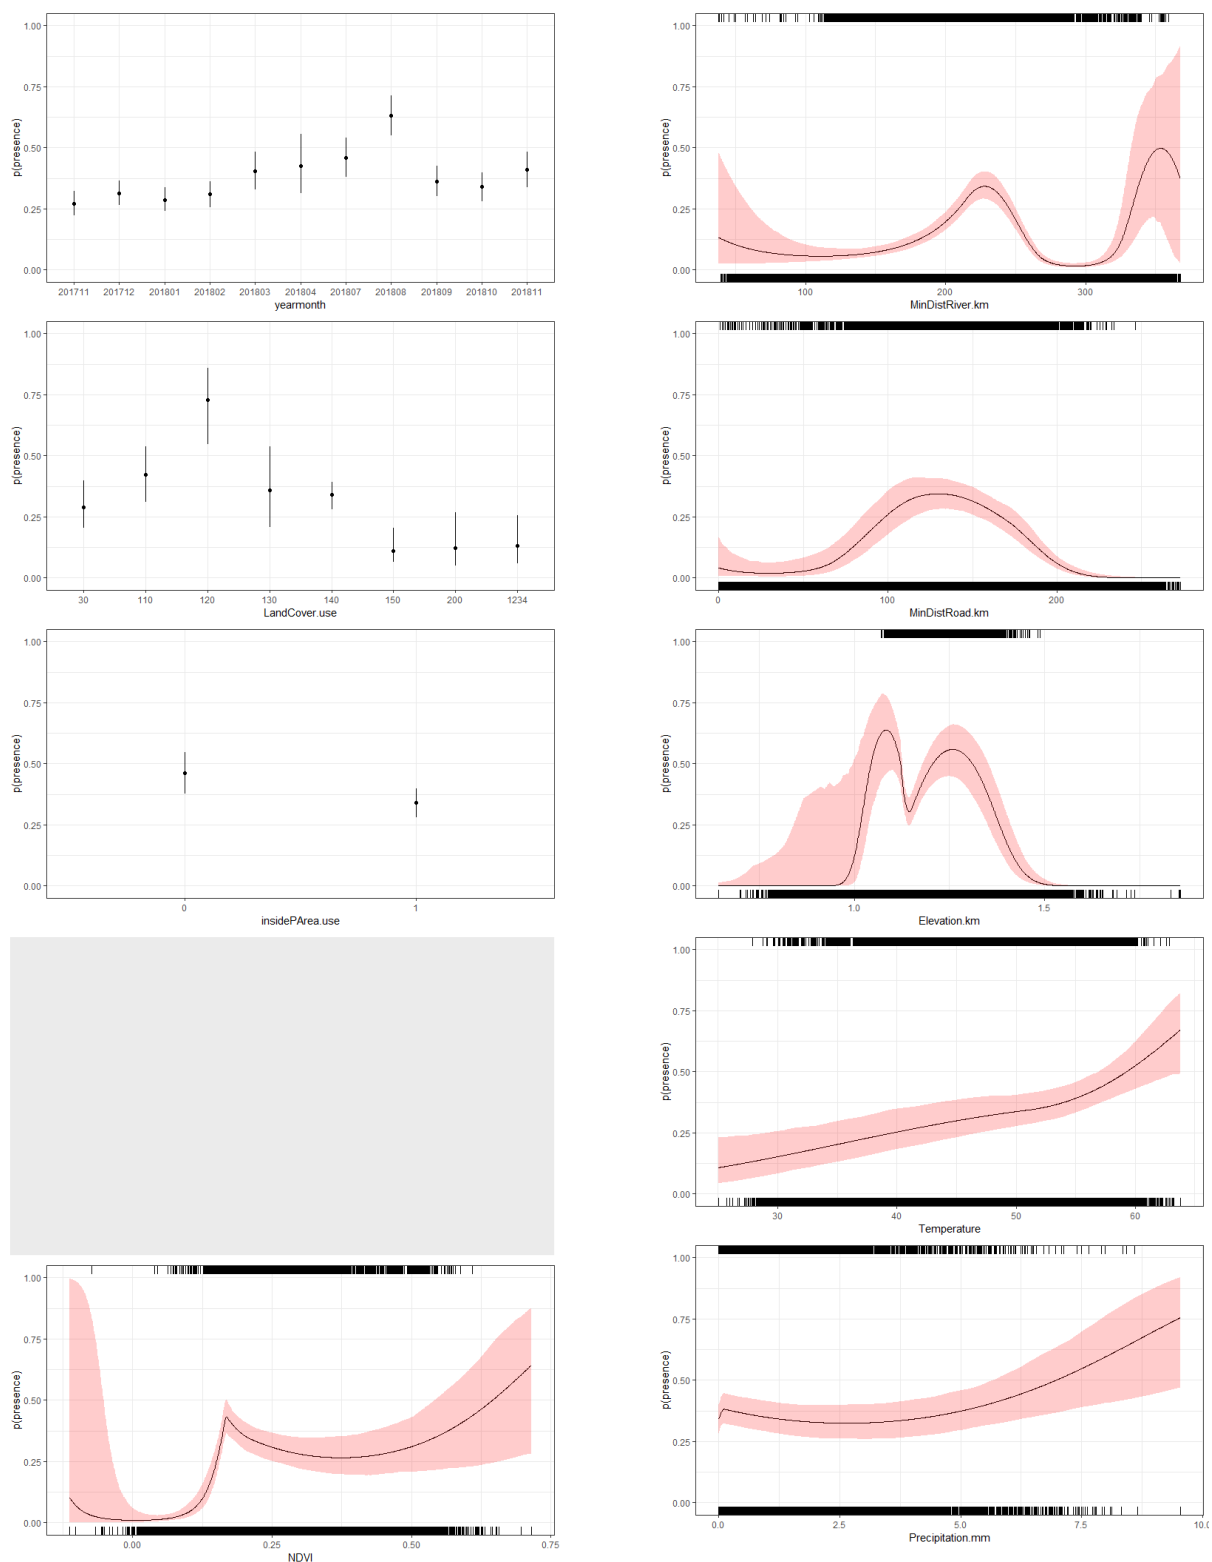 1.00
0.75
0.50
0.25
0.00
p(presence)
201711 201712 201801 201802 201803 201804 201807 201808 201809 201810 201811
yearmonth
1.00
0.75
0.50
0.25
0.00
p(presence)
100 200 300
MinDistRiver.km
1.00
0.75
0.50
0.25
0.00
p(presence)
30 110 120 130 140 150 200 1234
LandCover.use
1.00
0.75
0.50
0.25
0.00
p(presence)
0 100 200
MinDistRoad.km
1.00
0.75
0.50
0.25
0.00
p(presence)
0 1
insidePArea.use
1.00
0.75
0.50
0.25
0.00
p(presence)
1.0 1.5
Elevation.km
1.00
0.75
0.50
0.25
0.00
p(presence)
30 40 50 60
Temperature
1.00
0.75
0.50
0.25
0.00
p(presence)
0.00 0.25 0.50 0.75
NDVI
1.00
0.75
0.50
0.25
0.00
p(presence)
0.0 2.5 5.0 7.5 10.0
Precipitation.mm